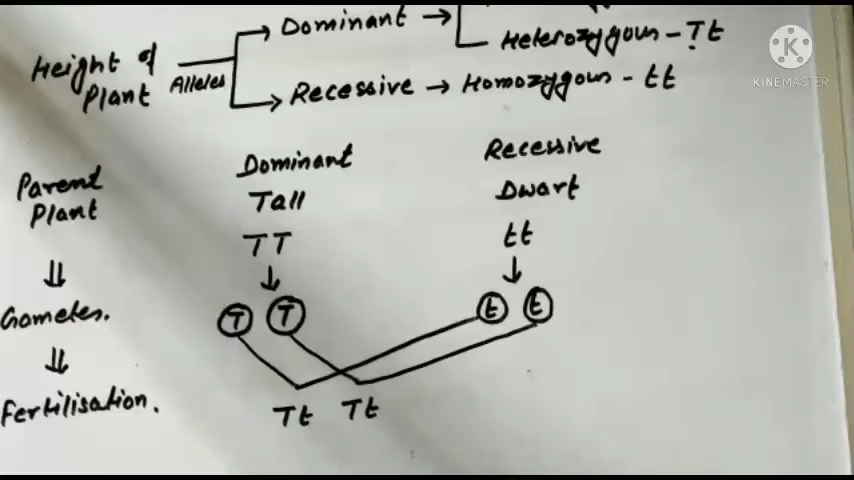 Dominant →
Heterozygous - Tt
Height of Plant
Alleles
Recessive → Homozygous - tt
Parent Plant
Dominant
Tall
TT
Recessive
Dwart
tt
⇓
↓
↓
Gametes.
T T
t t
⇓
Fertilisation.
Tt Tt
K
KINEMASTER